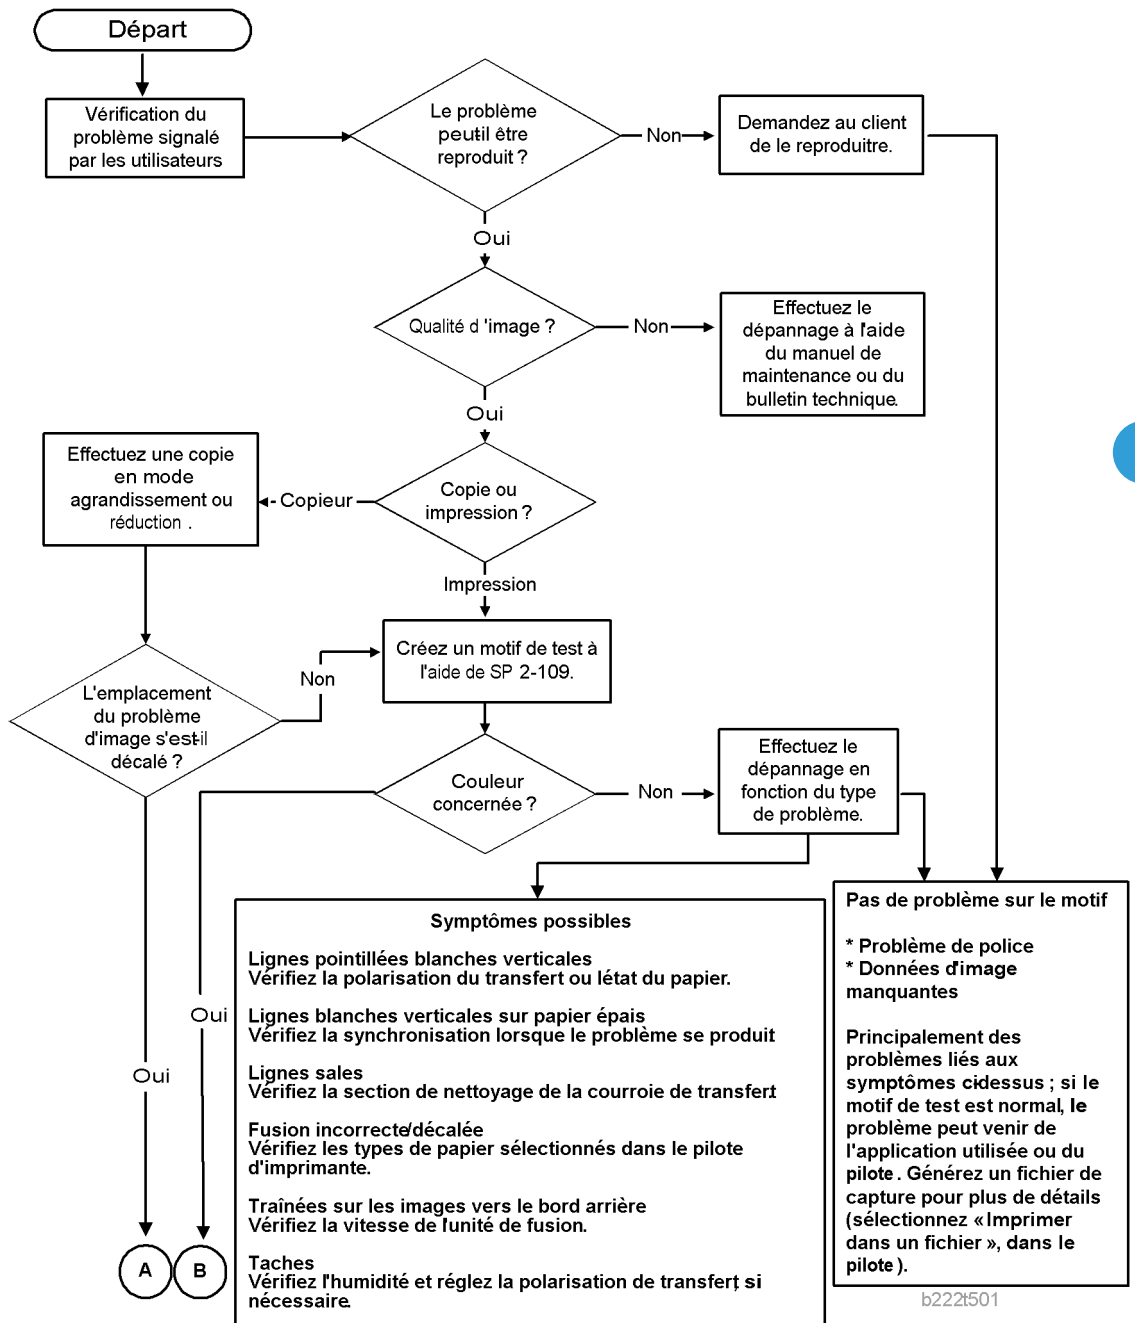 Départ
Vérification du
problème signalé
par les utilisateurs
Le problème
peutil être
reproduit ?
Non
Demandez au client
de le reproduitre.
Oui
Qualité d 'image ?
Non
Effectuez le
dépannage à l'aide
du manuel de
maintenance ou du
bulletin technique.
Oui
Copie ou
impression ?
Copieur
Effectuez une copie
en mode
agrandissement ou
réduction .
Impression
Créez un motif de test à
l'aide de SP 2-109.
Non
L'emplacement
du problème
d'image s'est-il
décalé ?
Couleur
concernée ?
Non
Effectuez le
dépannage en
fonction du type
de problème.
Oui
Oui
A
B
Symptômes possibles
Lignes pointillées blanches verticales
Vérifiez la polarisation du transfert ou létat du papier.
Lignes blanches verticales sur papier épais
Vérifiez la synchronisation lorsque le problème se produit
Lignes sales
Vérifiez la section de nettoyage de la courroie de transfert.
Fusion incorrecte/décalée
Vérifiez les types de papier sélectionnés dans le pilote
d'imprimante.
Traînées sur les images vers le bord arrière
Vérifiez la vitesse de l'unité de fusion.
Taches
Vérifiez l'humidité et réglez la polarisation de transfert, si
nécessaire.
Pas de problème sur le motif
* Problème de police
* Données d'image
manquantes
Principalement des
problèmes liés aux
symptômes ci-dessus ; si le
motif de test est normal, le
problème peut venir de
l'application utilisée ou du
pilote . Générez un fichier de
capture pour plus de détails
(sélectionnez « Imprimer
dans un fichier », dans le
pilote ).
b222t501